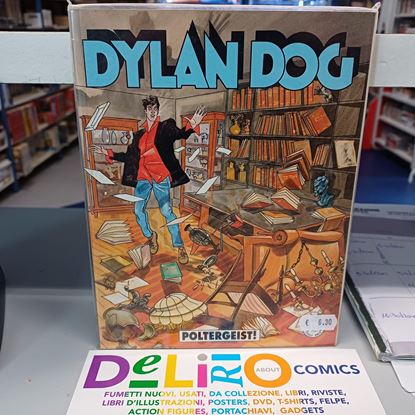 DYLAN DOG
POLTERGEIST!
€ 6.30
DeLiRiO ABOUT COMICS
FUMETTI NUOVI, USATI, DA COLLEZIONE, LIBRI, RIVISTE,
LIBRI D'ILLUSTRAZIONI, POSTERS, DVD, T-SHIRTS, FELPE,
ACTION FIGURES, PORTACHIAVI, GADGETS